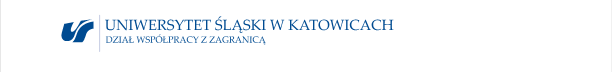 UNIWERSYTET ŚLĄSKI W KATOWICACH
DZIAŁ WSPÓŁPRACY Z ZAGRANICĄ